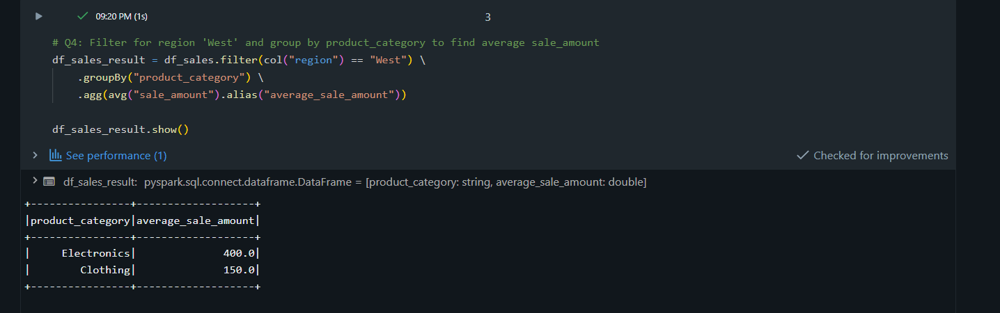 09:20 PM (1s)
3
# Q4: Filter for region 'West' and group by product_category to find average sale_amount
df_sales_result = df_sales.filter(col("region") == "West") \
    .groupBy("product_category") \
    .agg(avg("sale_amount").alias("average_sale_amount"))
df_sales_result.show()
See performance (1)
Checked for improvements
df_sales_result: pyspark.sql.connect.dataframe.DataFrame = [product_category: string, average_sale_amount: double]
+----------------+-------------------+
|product_category|average_sale_amount|
+----------------+-------------------+
|     Electronics|              400.0|
|        Clothing|              150.0|
+----------------+-------------------+